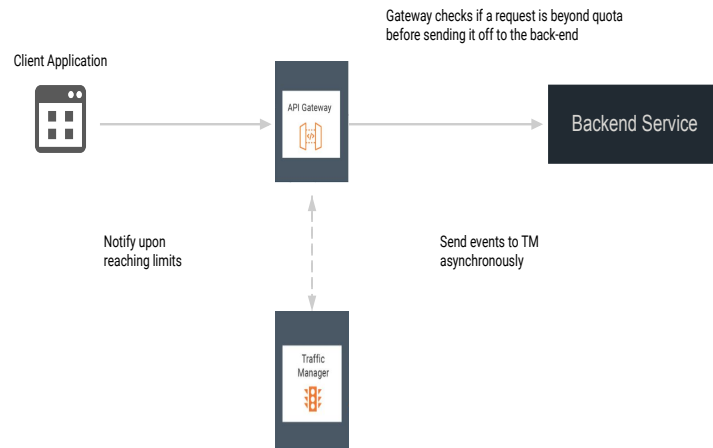 Gateway checks if a request is beyond quota
before sending it off to the back-end
Client Application
API Gateway
</>
Backend Service
Notify upon
reaching limits
Send events to TM
asynchronously
Traffic
Manager